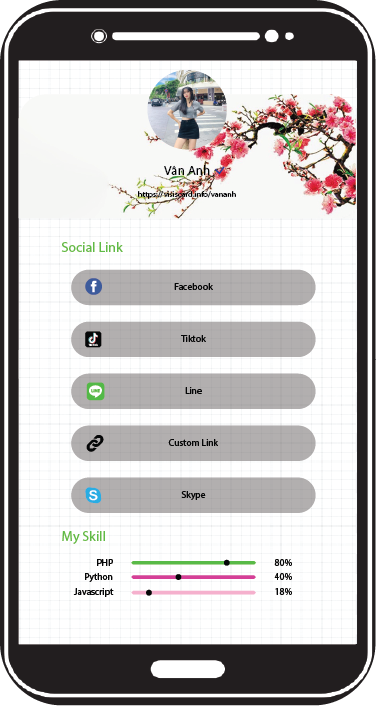 Vân Anh
https://visiscard.info/vananh
Social Link
Facebook
Tiktok
Line
Custom Link
Skype
My Skill
PHP 80%
Python 40%
Javascript 18%